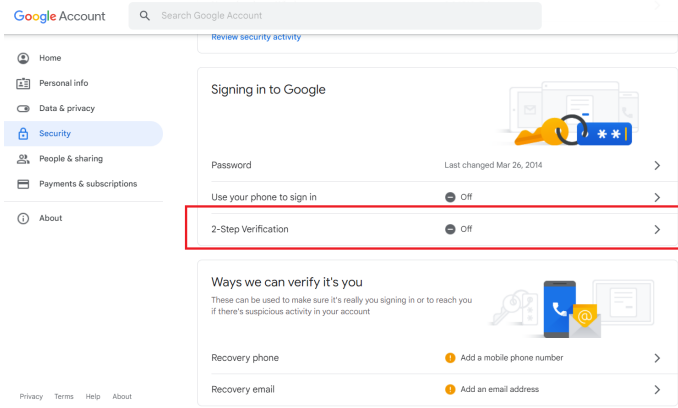 Google Account
Search Google Account
Review security activity
Home
Personal info
Data & privacy
Security
People & sharing
Payments & subscriptions
About
Signing in to Google
**
Password Last changed Mar 26, 2014
Use your phone to sign in Off
2-Step Verification Off
Ways we can verify it's you
These can be used to make sure it's really you signing in or to reach you
if there's suspicious activity in your account
@
Recovery phone ! Add a mobile phone number
Recovery email ! Add an email address
Privacy Terms Help About